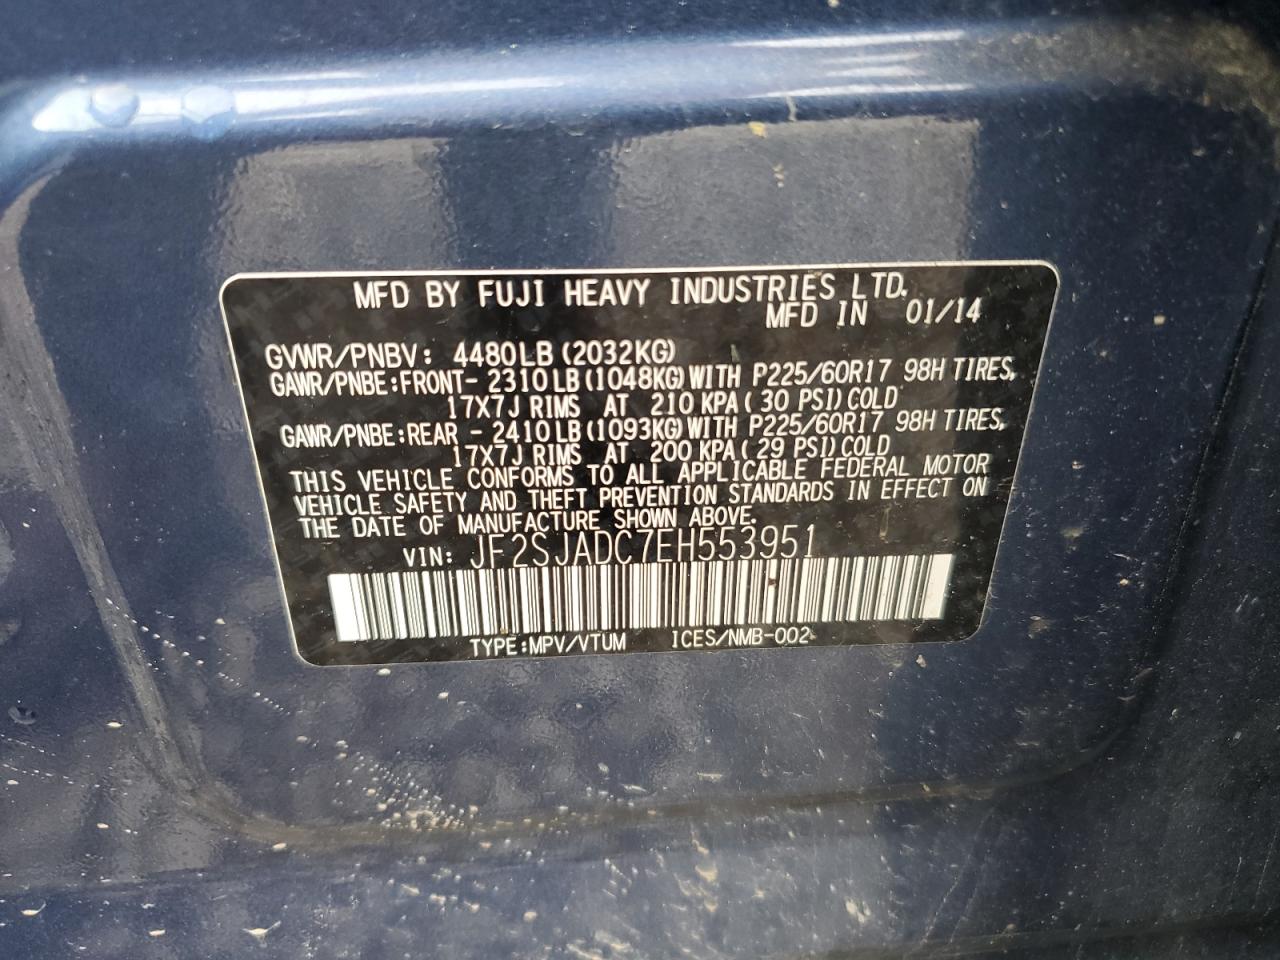 MFD BY FUJI HEAVY INDUSTRIES LTD.
MFD IN 01/14
GVWR/PNBV: 4480LB (2032KG)
GAWR/PNBE:FRONT- 2310LB(1048KG)WITH P225/60R17 98H TIRES,
17X7J RIMS AT 210 KPA( 30 PSI)COLD
GAWR/PNBE:REAR - 2410LB(1093KG)WITH P225/60R17 98H TIRES,
17X7J RIMS AT 200 KPA( 29 PSI)COLD
THIS VEHICLE CONFORMS TO ALL APPLICABLE FEDERAL MOTOR
VEHICLE SAFETY AND THEFT PREVENTION STANDARDS IN EFFECT ON
THE DATE OF MANUFACTURE SHOWN ABOVE.
VIN: JF2SJADC7EH553951
TYPE:MPV/VTUM ICES/NMB-002